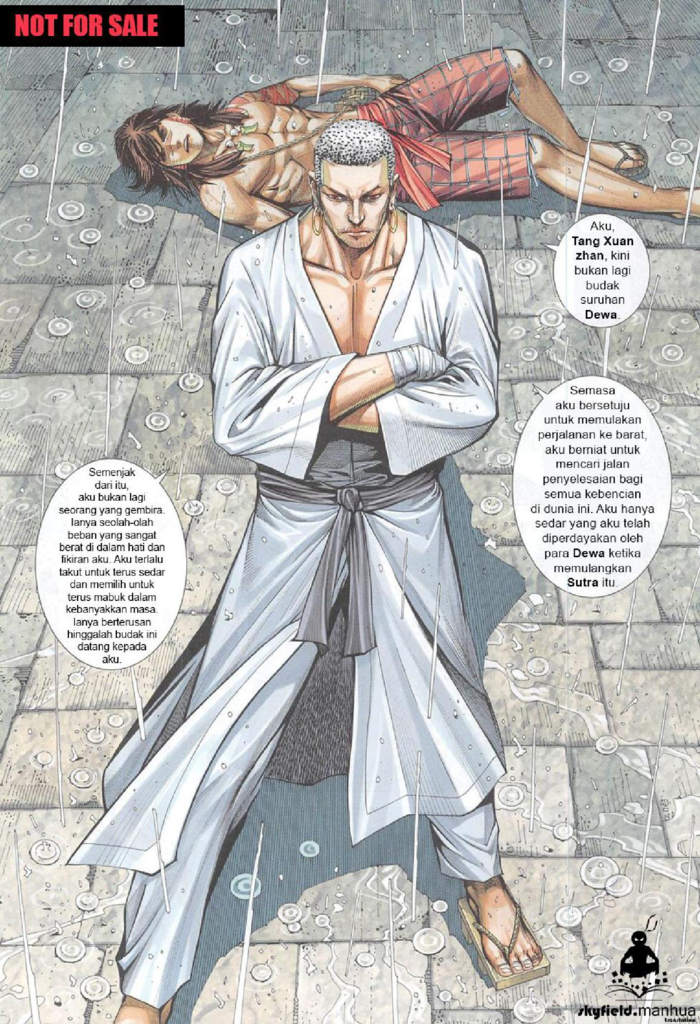 NOT FOR SALE
Aku,
Tang Xuan
zhan, kini
bukan lagi
budak
suruhan
Dewa.
Semasa
aku bersetuju
untuk memulakan
perjalanan ke barat,
aku berniat untuk
mencari jalan
penyelesaian bagi
semua kebencian
di dunia ini. Aku hanya
sedar yang aku telah
diperdayakan oleh
para Dewa ketika
memulangkan
Sutra itu.
Semenjak
dari itu,
aku bukan lagi
seorang yang gembira.
Ianya seolah-olah
beban yang sangat
berat di dalam hati dan
fikiran aku. Aku terlalu
takut untuk terus sedar
dan memilih untuk
terus mabuk dalam
kebanyakkan masa.
Ianya berterusan
hinggalah budak ini
datang kepada
aku.
skyfield.manhua